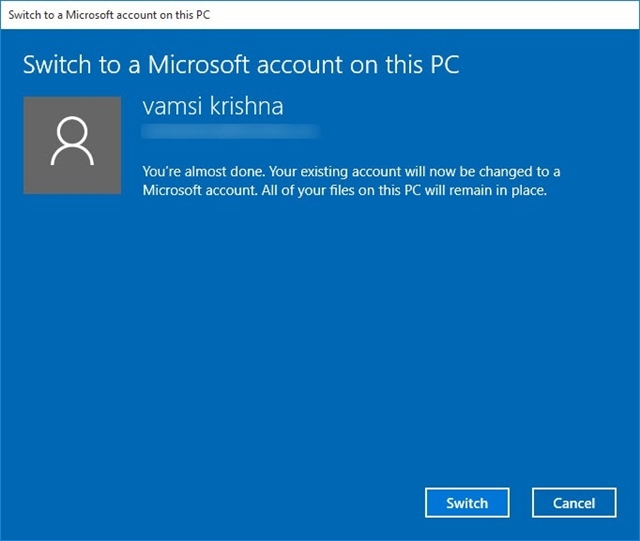 Switch to a Microsoft account on this PC
Switch to a Microsoft account on this PC
vamsi krishna
You're almost done. Your existing account will now be changed to a
Microsoft account. All of your files on this PC will remain in place.
Switch
Cancel